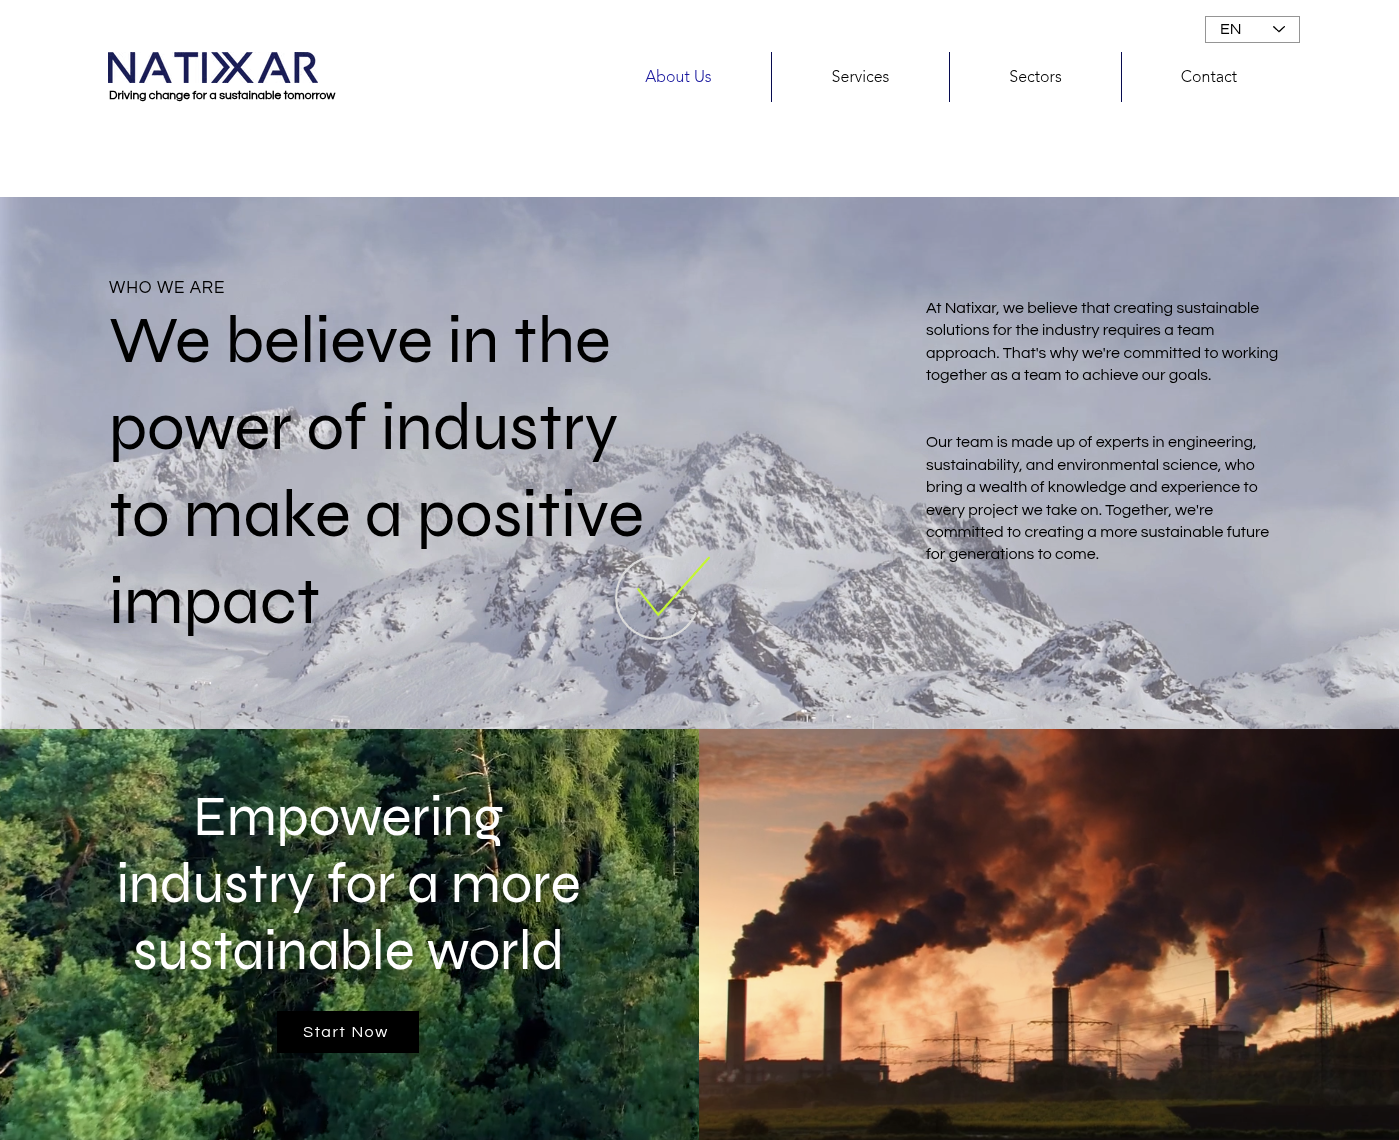 EN
NATIXAR
Driving change for a sustainable tomorrow
About Us
Services
Sectors
Contact
WHO WE ARE
We believe in the
power of industry
to make a positive
impact
At Natixar, we believe that creating sustainable
solutions for the industry requires a team
approach. That's why we're committed to working
together as a team to achieve our goals.
Our team is made up of experts in engineering,
sustainability, and environmental science, who
bring a wealth of knowledge and experience to
every project we take on. Together, we're
committed to creating a more sustainable future
for generations to come.
Empowering
industry for a more
sustainable world
Start Now